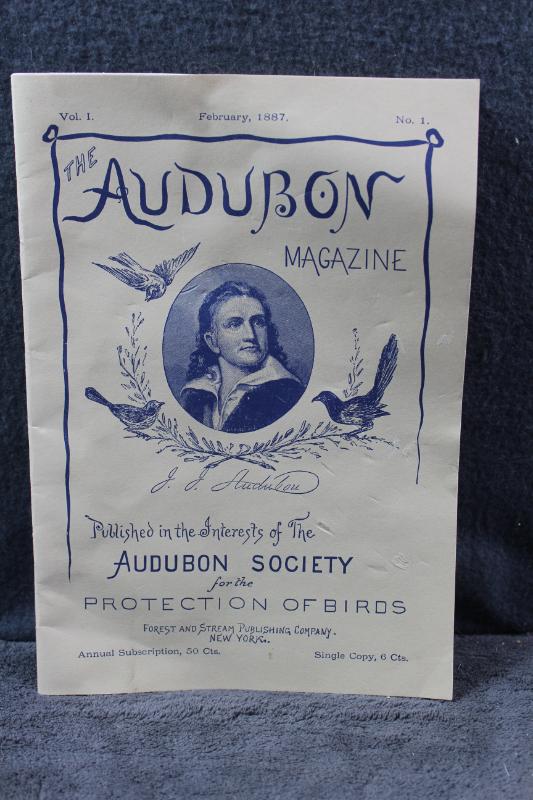 Vol. I. February, 1887. No. 1.
THE
AUDUBON
MAGAZINE
J. J. Audubon
Published in the Interests of The
AUDUBON SOCIETY
for the
PROTECTION OF BIRDS
FOREST AND STREAM PUBLISHING COMPANY.
NEW YORK.
Annual Subscription, 50 Cts. Single Copy, 6 Cts.